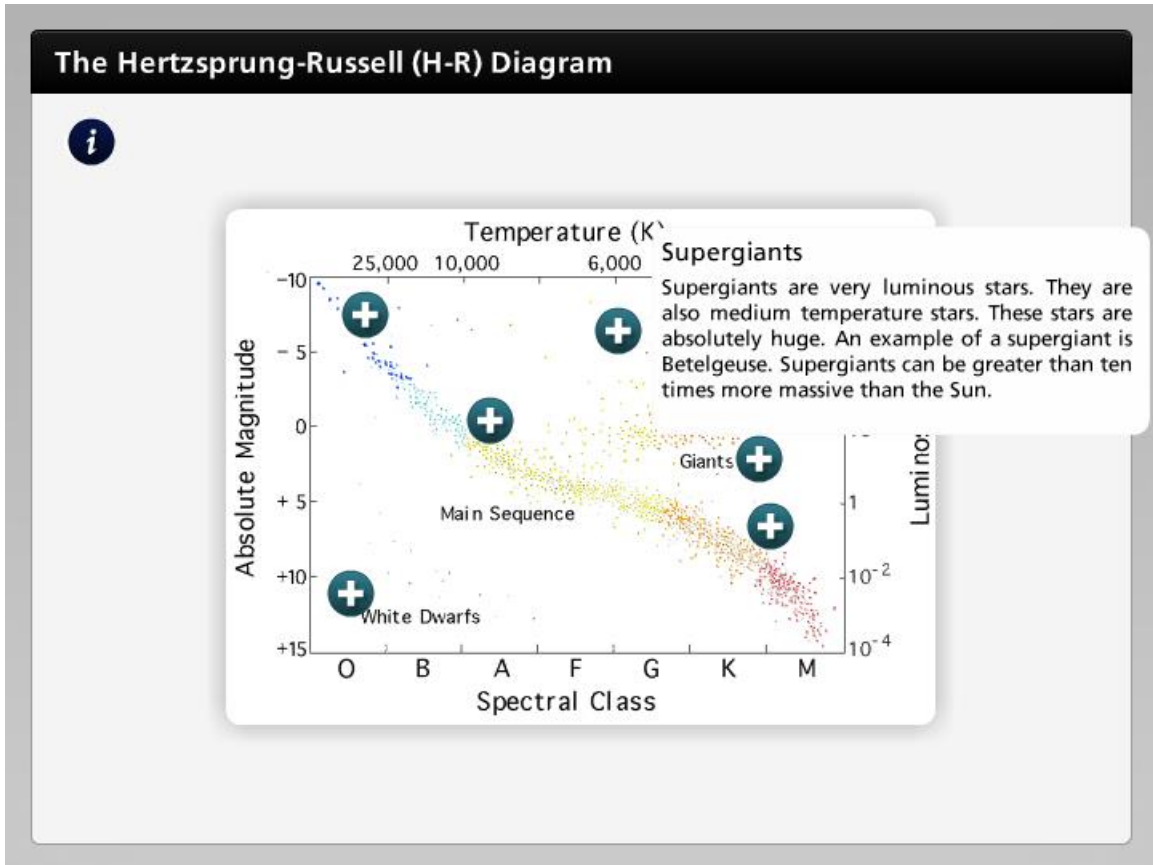 The Hertzsprung-Russell (H-R) Diagram
i
Temperature (K)
25,000 10,000 6,000
Supergiants
Supergiants are very luminous stars. They are
also medium temperature stars. These stars are
absolutely huge. An example of a supergiant is
Betelgeuse. Supergiants can be greater than ten
times more massive than the Sun.
Absolute Magnitude
-10
- 5
0
+ 5
+10
+15
Giants
Main Sequence
White Dwarfs
1
10-2
10-4
O B A F G K M
Spectral Class